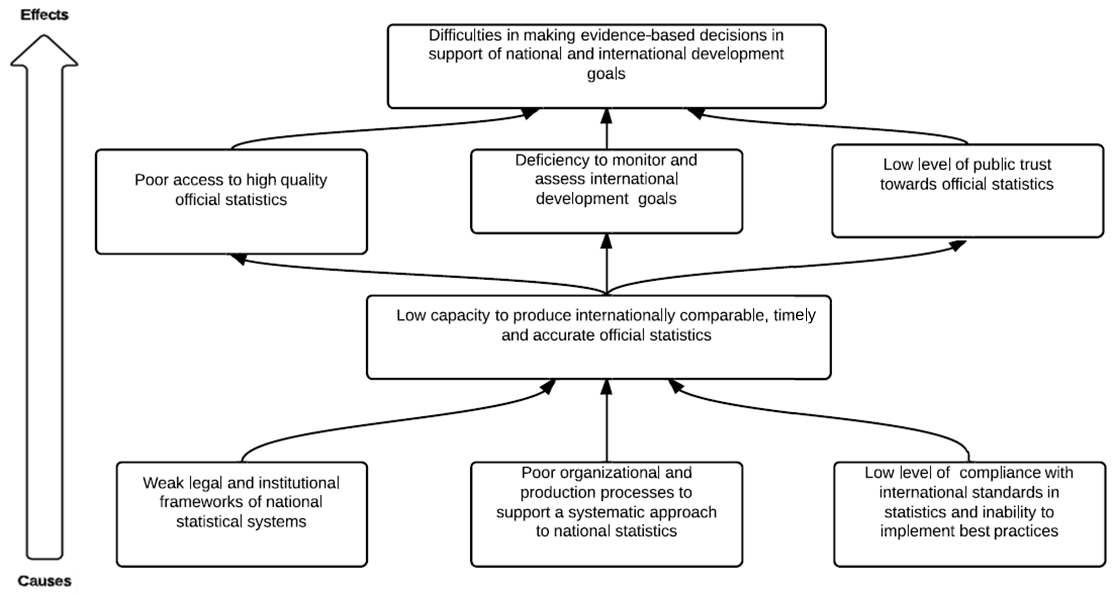 Effects
Difficulties in making evidence-based decisions in
support of national and international development
goals
Poor access to high quality
official statistics
Deficiency to monitor and
assess international
development goals
Low level of public trust
towards official statistics
Low capacity to produce internationally comparable, timely
and accurate official statistics
Weak legal and institutional
frameworks of national
statistical systems
Poor organizational and
production processes to
support a systematic approach
to national statistics
Low level of compliance with
international standards in
statistics and inability to
implement best practices
Causes